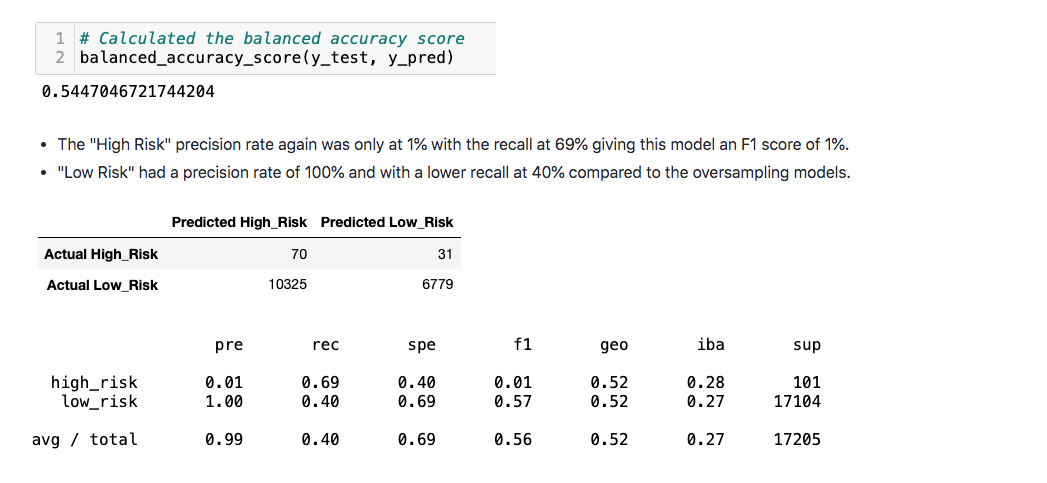 1 # Calculated the balanced accuracy score
2 balanced_accuracy_score(y_test, y_pred)
0.5447046721744204
• The "High Risk" precision rate again was only at 1% with the recall at 69% giving this model an F1 score of 1%.
• "Low Risk" had a precision rate of 100% and with a lower recall at 40% compared to the oversampling models.
Predicted High_Risk Predicted Low_Risk
Actual High_Risk 70 31
Actual Low_Risk 10325 6779
pre rec spe f1 geo iba sup
high_risk 0.01 0.69 0.40 0.01 0.52 0.28 101
low_risk 1.00 0.40 0.69 0.57 0.52 0.27 17104
avg / total 0.99 0.40 0.69 0.56 0.52 0.27 17205